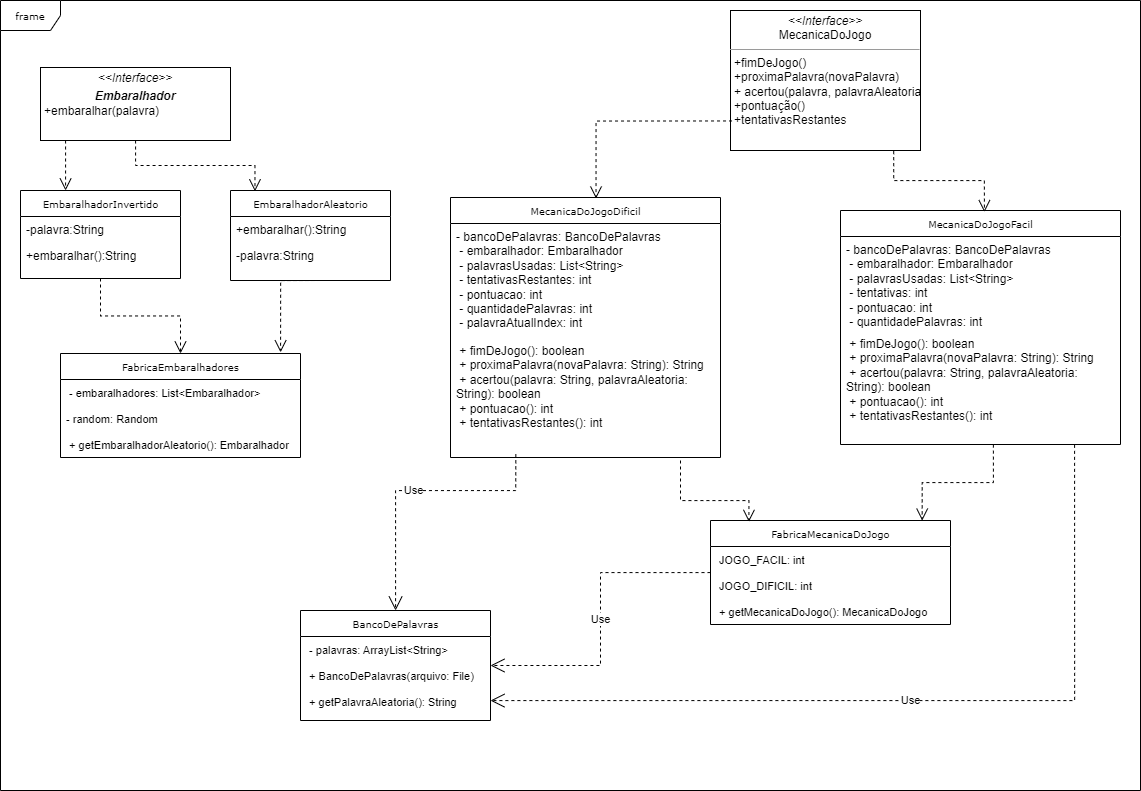 frame
<<Interface>>
MecanicaDoJogo
+fimDeJogo()
+proximaPalavra(novaPalavra)
+ acertou(palavra, palavraAleatoria
+pontuação()
+tentativasRestantes
<<Interface>>
Embaralhador
+embaralhar(palavra)
EmbaralhadorInvertido
-palavra:String
+embaralhar():String
EmbaralhadorAleatorio
+embaralhar():String
-palavra:String
MecanicaDoJogoDificil
- bancoDePalavras: BancoDePalavras
- embaralhador: Embaralhador
- palavrasUsadas: List<String>
- tentativasRestantes: int
- pontuacao: int
- quantidadePalavras: int
- palavraAtualIndex: int
+ fimDeJogo(): boolean
+ proximaPalavra(novaPalavra: String): String
+ acertou(palavra: String, palavraAleatoria:
String): boolean
+ pontuacao(): int
+ tentativasRestantes(): int
MecanicaDoJogoFacil
- bancoDePalavras: BancoDePalavras
- embaralhador: Embaralhador
- palavrasUsadas: List<String>
- tentativas: int
- pontuacao: int
- quantidadePalavras: int
+ fimDeJogo(): boolean
+ proximaPalavra(novaPalavra: String): String
+ acertou(palavra: String, palavraAleatoria:
String): boolean
+ pontuacao(): int
+ tentativasRestantes(): int
FabricaEmbaralhadores
- embaralhadores: List<Embaralhador>
- random: Random
+ getEmbaralhadorAleatorio(): Embaralhador
Use
FabricaMecanicaDoJogo
JOGO_FACIL: int
JOGO_DIFICIL: int
+ getMecanicaDoJogo(): MecanicaDoJogo
Use
BancoDePalavras
- palavras: ArrayList<String>
+ BancoDePalavras(arquivo: File)
+ getPalavraAleatoria(): String
Use